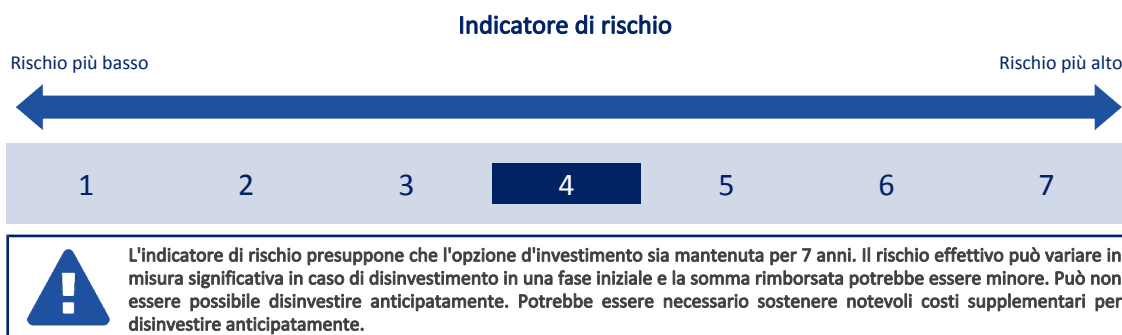 Indicatore di rischio
Rischio più basso
Rischio più alto
1 2 3 4 5 6 7
L'indicatore di rischio presuppone che l'opzione d'investimento sia mantenuta per 7 anni. Il rischio effettivo può variare in
misura significativa in caso di disinvestimento in una fase iniziale e la somma rimborsata potrebbe essere minore. Può non
essere possibile disinvestire anticipatamente. Potrebbe essere necessario sostenere notevoli costi supplementari per
disinvestire anticipatamente.